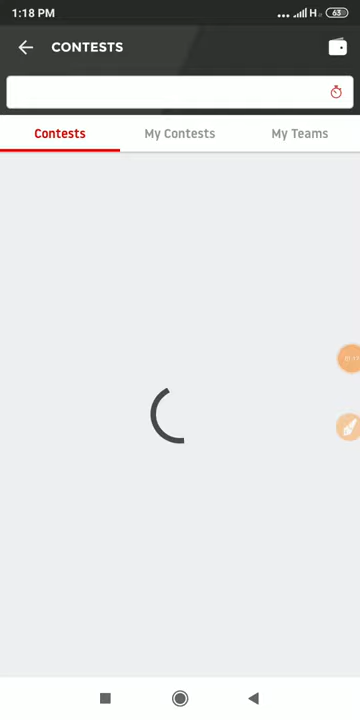 1:18 PM
H
63
CONTESTS
Contests
My Contests
My Teams